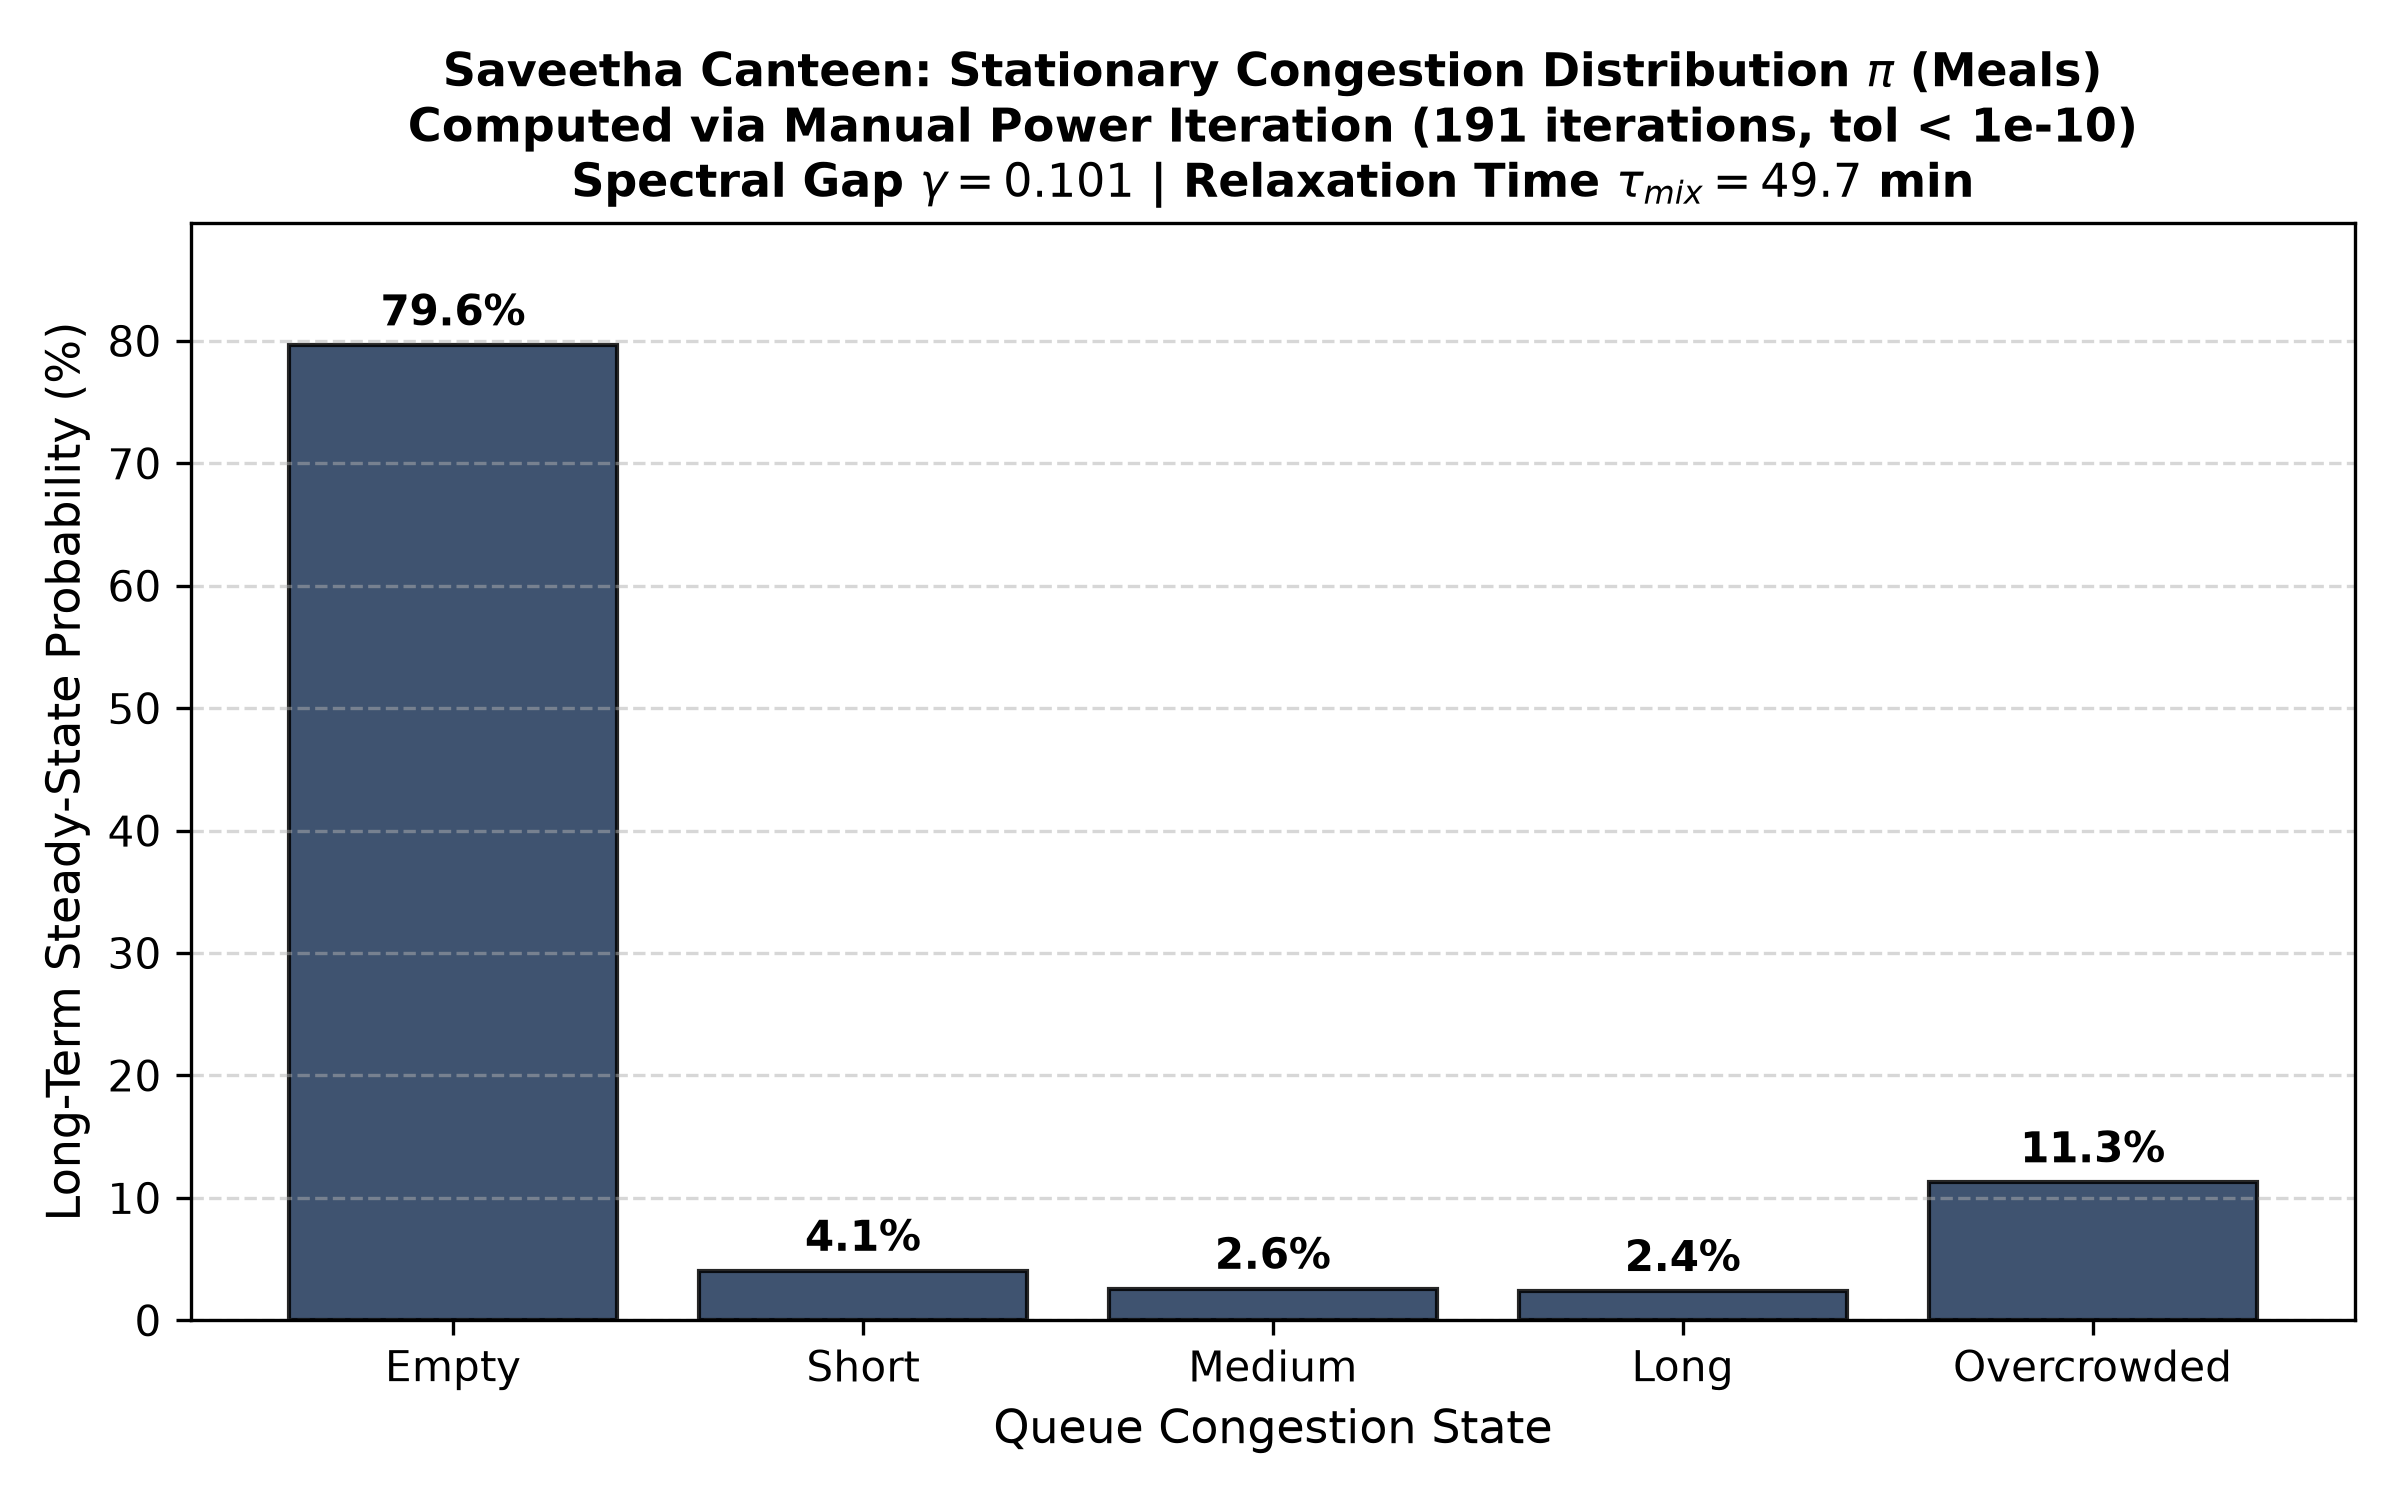 Saveetha Canteen: Stationary Congestion Distribution π (Meals)
Computed via Manual Power Iteration (191 iterations, tol < 1e-10)
Spectral Gap γ = 0.101 | Relaxation Time τ_mix = 49.7 min
Long-Term Steady-State Probability (%)
80
70
60
50
40
30
20
10
0
79.6%
4.1%
2.6%
2.4%
11.3%
Empty
Short
Medium
Long
Overcrowded
Queue Congestion State